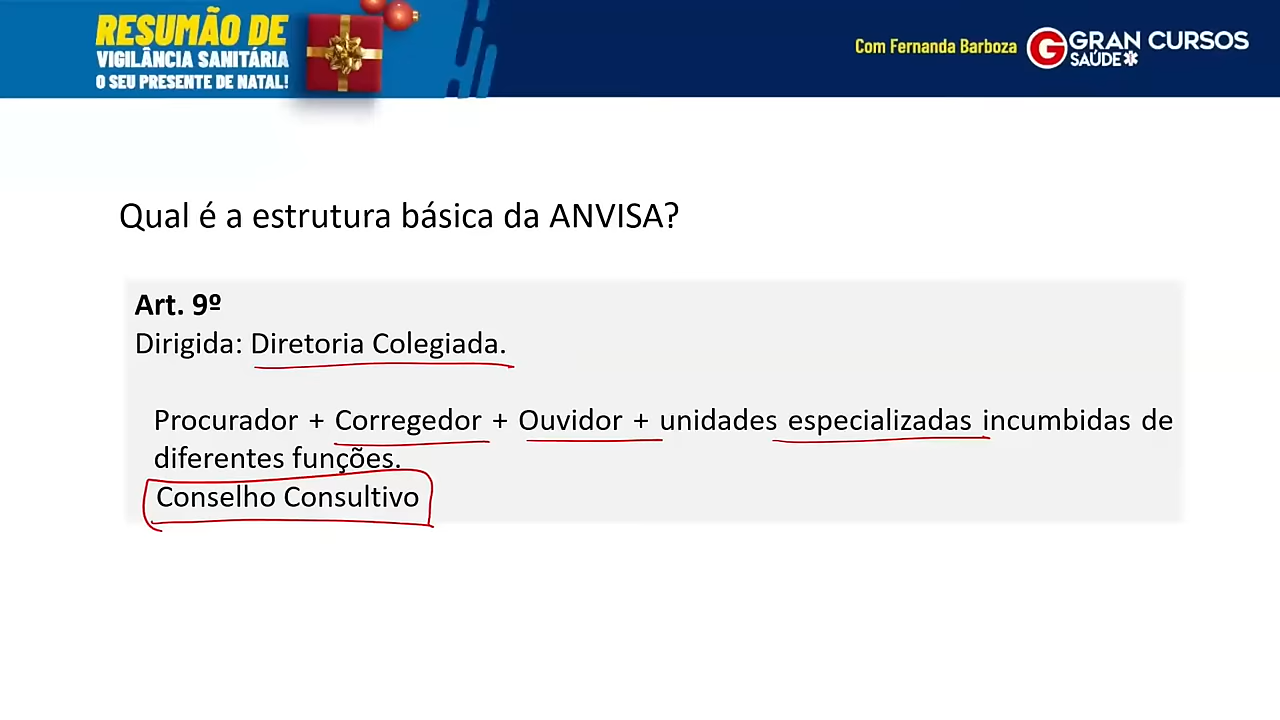 RESUMÃO DE
VIGILÂNCIA SANITÁRIA
O SEU PRESENTE DE NATAL!
Com Fernanda Barboza
GRAN CURSOS
SAÚDE
Qual é a estrutura básica da ANVISA?
Art. 9º
Dirigida: Diretoria Colegiada.
Procurador + Corregedor + Ouvidor + unidades especializadas incumbidas de
diferentes funções.
Conselho Consultivo